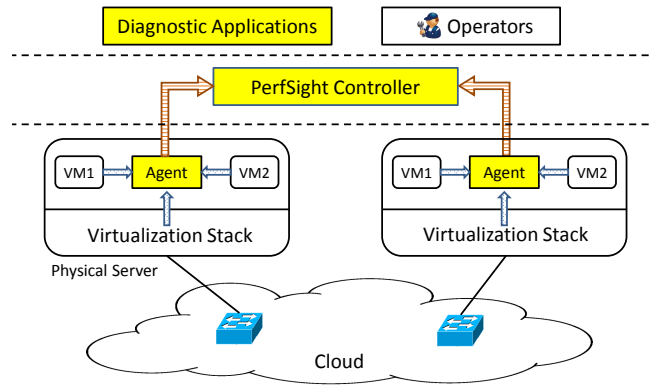 Diagnostic Applications
Operators
PerfSight Controller
VM1
Agent
VM2
VM1
Agent
VM2
Virtualization Stack
Virtualization Stack
Physical Server
Cloud